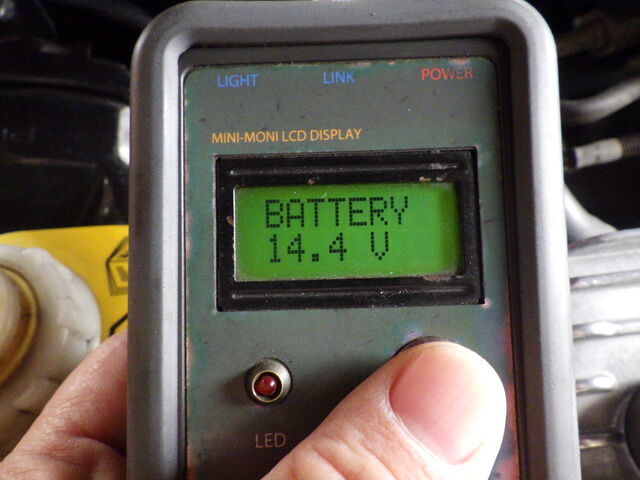 LIGHT LINK POWER
MINI-MONI LCD DISPLAY
BATTERY
14.4 V
LED